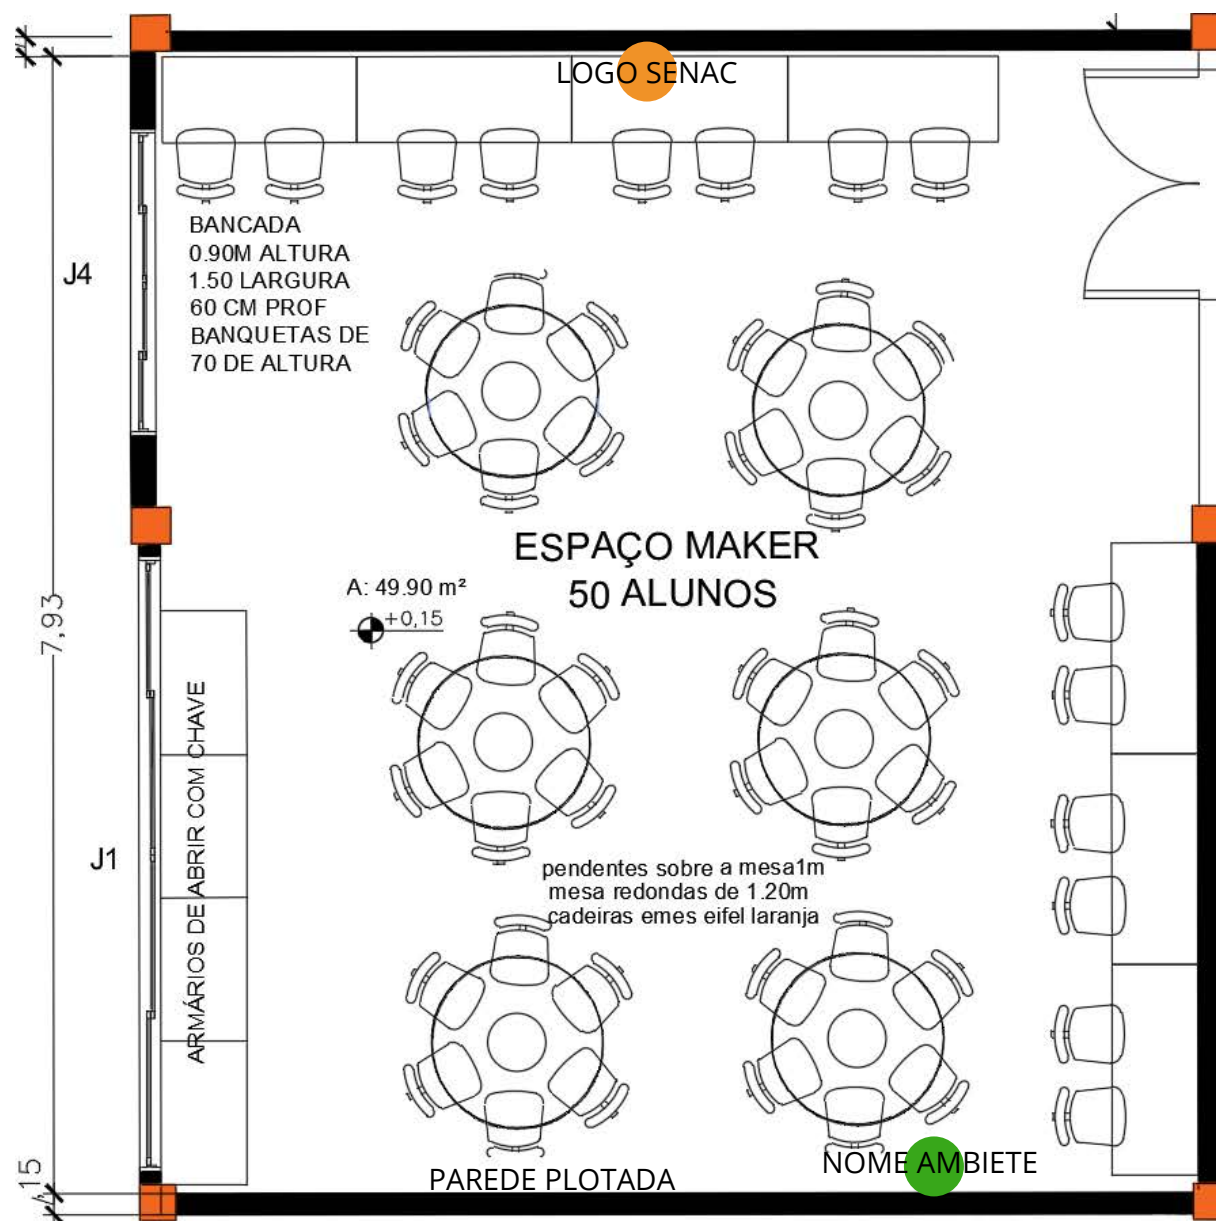 LOGO SENAC
BANCADA
0.90M ALTURA
1.50 LARGURA
60 CM PROF
BANQUETAS DE
70 DE ALTURA
J4
ESPAÇO MAKER
50 ALUNOS
A: 49.90 m²
+0,15
7,93
ARMÁRIOS DE ABRIR COM CHAVE
J1
pendentes sobre a mesa1m
mesa redondas de 1.20m
cadeiras emes eifel laranja
NOME AMBIETE
PAREDE PLOTADA
15